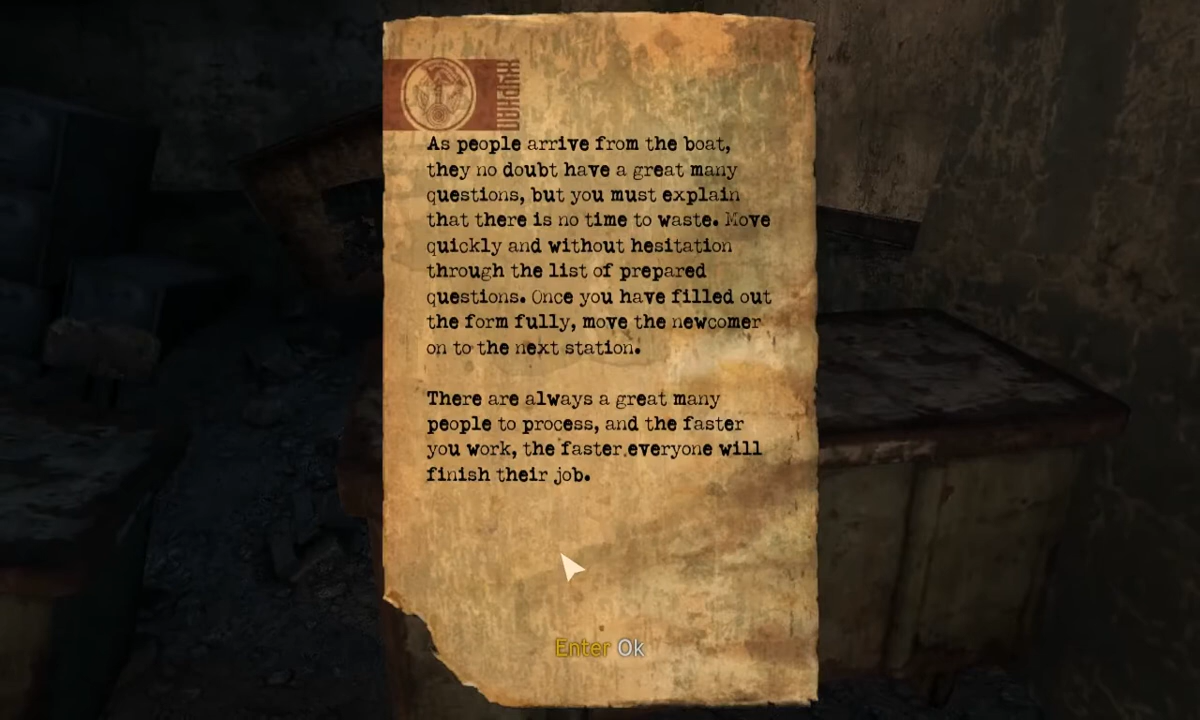 As people arrive from the boat,
they no doubt have a great many
questions, but you must explain
that there is no time to waste. Move
quickly and without hesitation
through the list of prepared
questions. Once you have filled out
the form fully, move the newcomer
on to the next station.
There are always a great many
people to process, and the faster
you work, the faster everyone will
finish their job.
Enter Ok